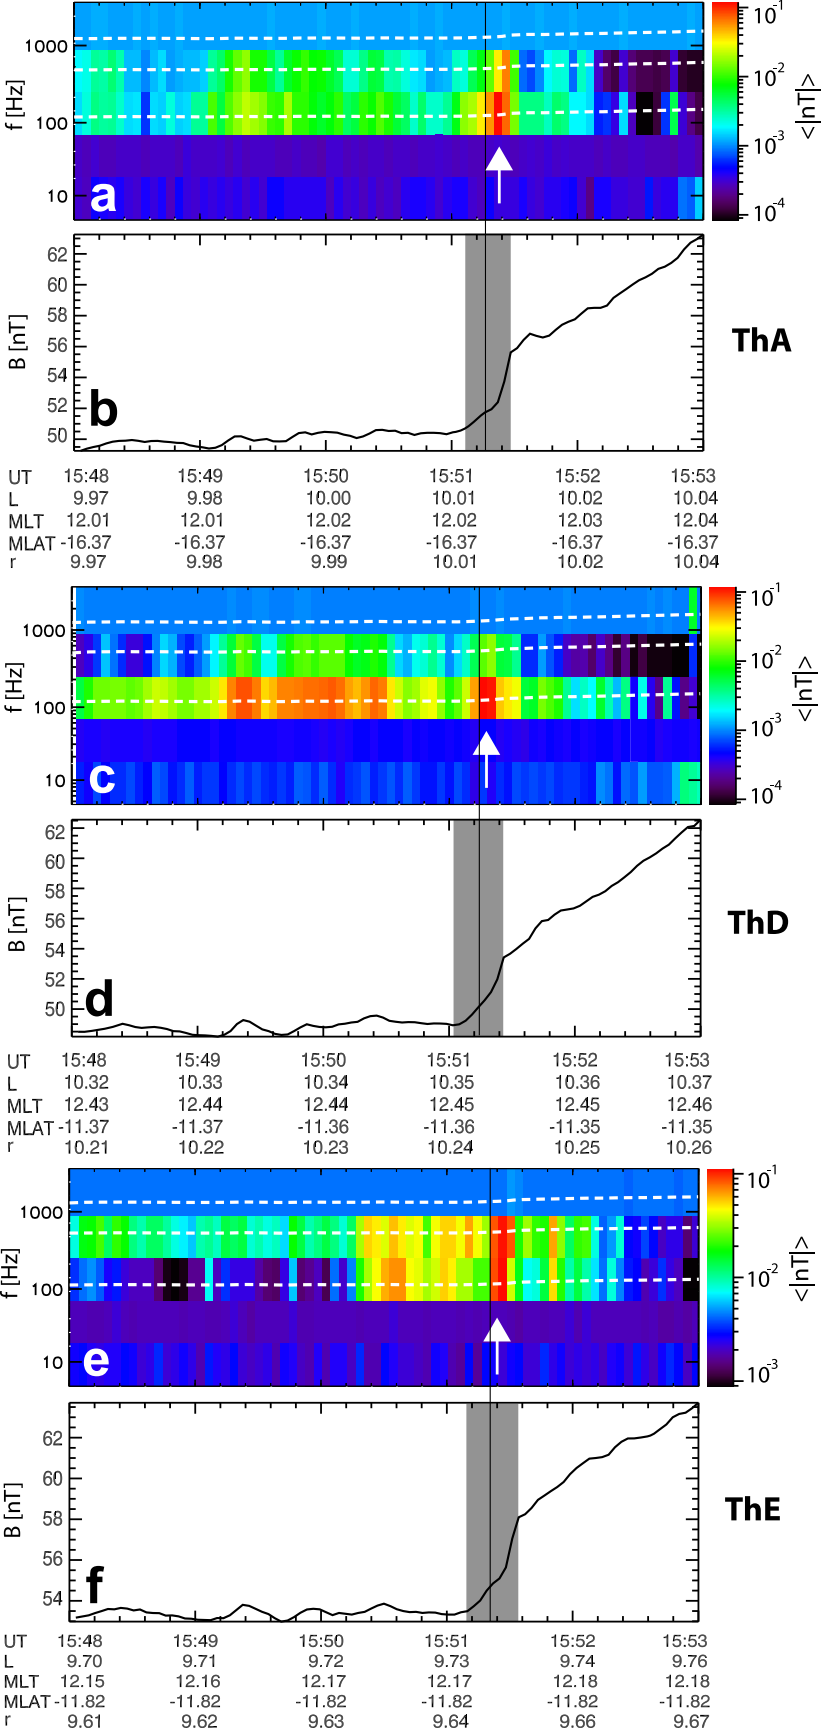 10-1
1000
10-2
f [Hz]
<|nT|>
100
10-3
10
a
10-4
62
60
58
B [nT]
ThA
56
54
52
b
50
UT 15:48 15:49 15:50 15:51 15:52 15:53
L 9.97 9.98 10.00 10.01 10.02 10.04
MLT 12.01 12.01 12.02 12.02 12.03 12.04
MLAT -16.37 -16.37 -16.37 -16.37 -16.37 -16.37
r 9.97 9.98 9.99 10.01 10.02 10.04
10-1
1000
10-2
f [Hz]
<|nT|>
100
10-3
10
c
10-4
62
60
58
B [nT]
ThD
56
54
52
d
50
UT 15:48 15:49 15:50 15:51 15:52 15:53
L 10.32 10.33 10.34 10.35 10.36 10.37
MLT 12.43 12.44 12.44 12.45 12.45 12.46
MLAT -11.37 -11.37 -11.36 -11.36 -11.35 -11.35
r 10.21 10.22 10.23 10.24 10.25 10.26
10-1
1000
f [Hz]
<|nT|>
10-2
100
10
e
10-3
62
60
B [nT]
ThE
58
56
f
54
UT 15:48 15:49 15:50 15:51 15:52 15:53
L 9.70 9.71 9.72 9.73 9.74 9.76
MLT 12.15 12.16 12.17 12.17 12.18 12.18
MLAT -11.82 -11.82 -11.82 -11.82 -11.82 -11.82
r 9.61 9.62 9.63 9.64 9.66 9.67